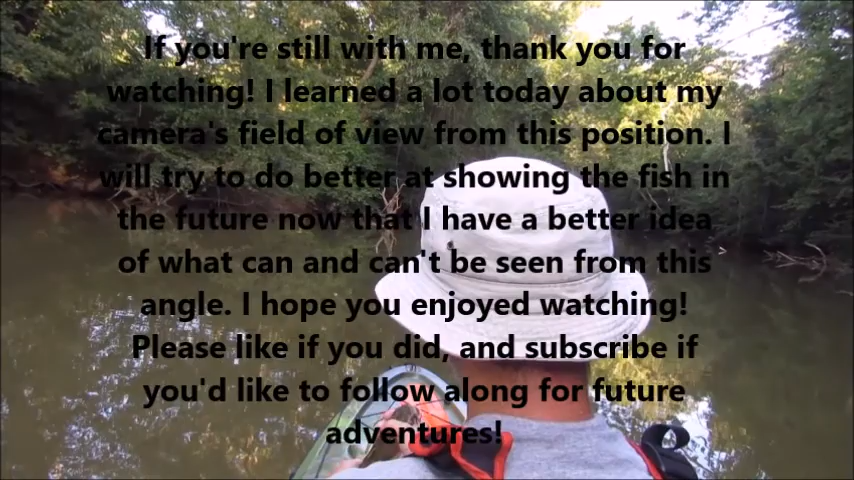 If you're still with me, thank you for
watching! I learned a lot today about my
camera's field of view from this position. I
will try to do better at showing the fish in
the future now that I have a better idea
of what can and can't be seen from this
angle. I hope you enjoyed watching!
Please like if you did, and subscribe if
you'd like to follow along for future
adventures!